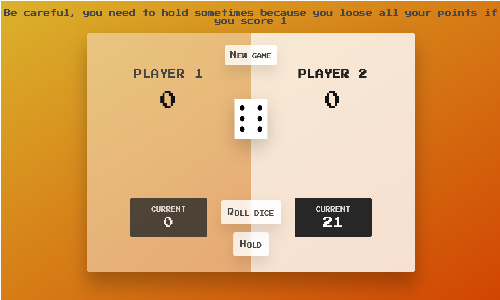 Be careful, you need to hold sometimes because you loose all your points if
you score 1
New game
PLAYER 1
PLAYER 2
0
0
CURRENT
0
Roll dice
CURRENT
21
Hold